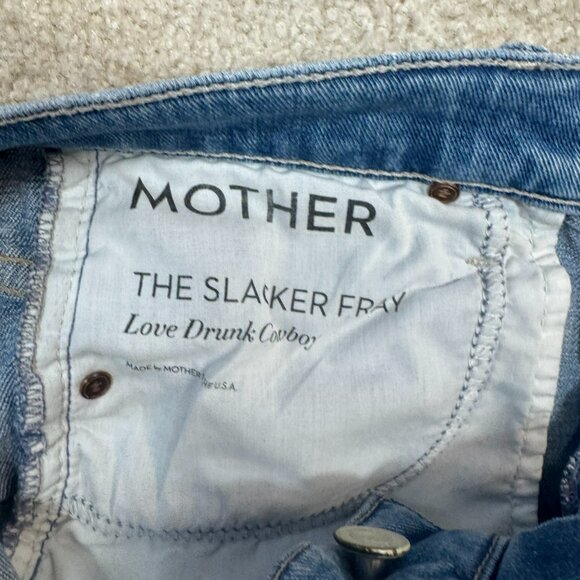 MOTHER
THE SLACKER FRAY
Love Drunk Cowboy
MADE by MOTHER
THE U.S.A.